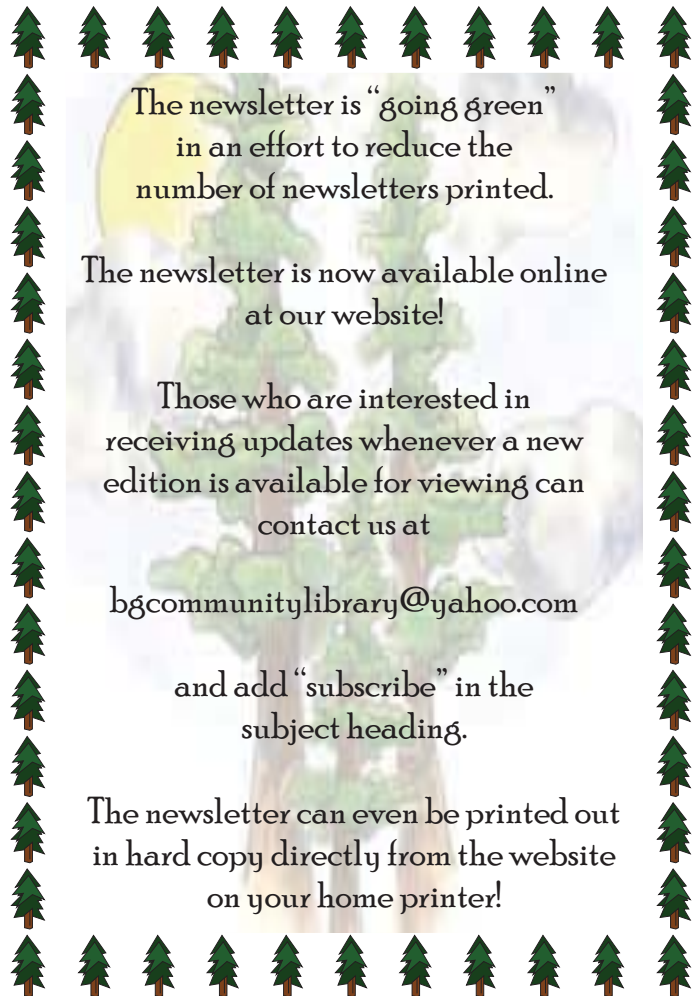 The newsletter is “going green”
in an effort to reduce the
number of newsletters printed.
The newsletter is now available online
at our website!
Those who are interested in
receiving updates whenever a new
edition is available for viewing can
contact us at
bgcommunitylibrary@yahoo.com
and add “subscribe” in the
subject heading.
The newsletter can even be printed out
in hard copy directly from the website
on your home printer!